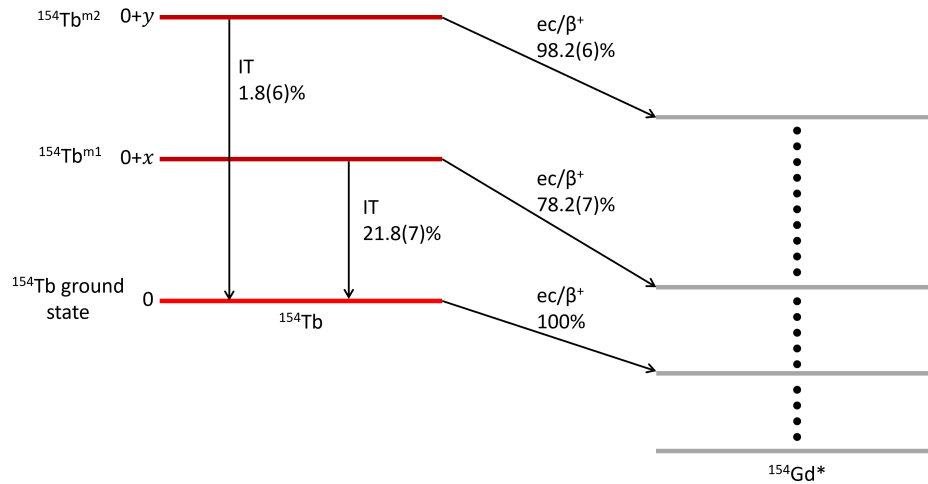 ¹⁵⁴Tbᵐ² 0+y
ec/β⁺
98.2(6)%
IT
1.8(6)%
¹⁵⁴Tbᵐ¹ 0+x
ec/β⁺
78.2(7)%
IT
21.8(7)%
¹⁵⁴Tb ground
state
0
ec/β⁺
100%
¹⁵⁴Tb
¹⁵⁴Gd*